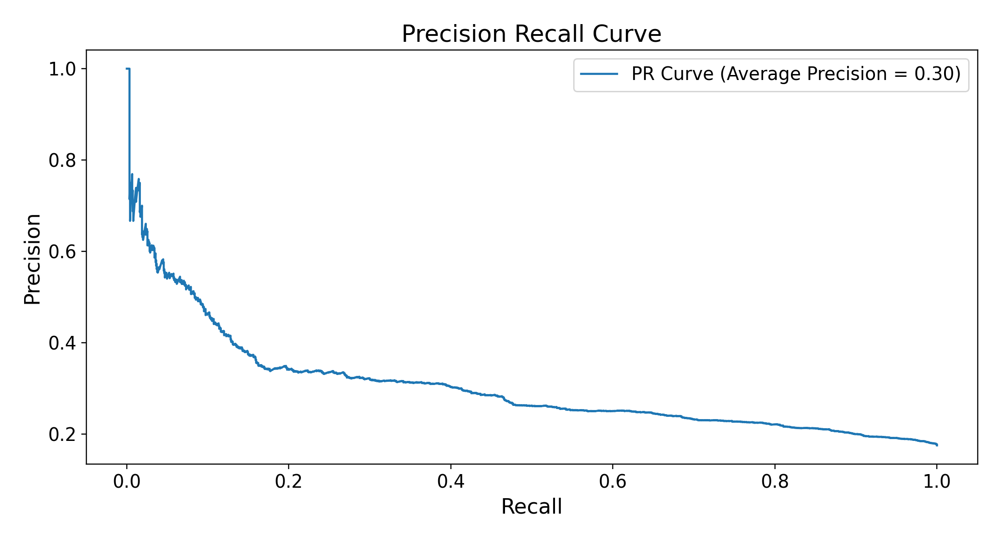 Precision Recall Curve
PR Curve (Average Precision = 0.30)
1.0
0.8
0.6
0.4
0.2
Precision
0.0 0.2 0.4 0.6 0.8 1.0
Recall